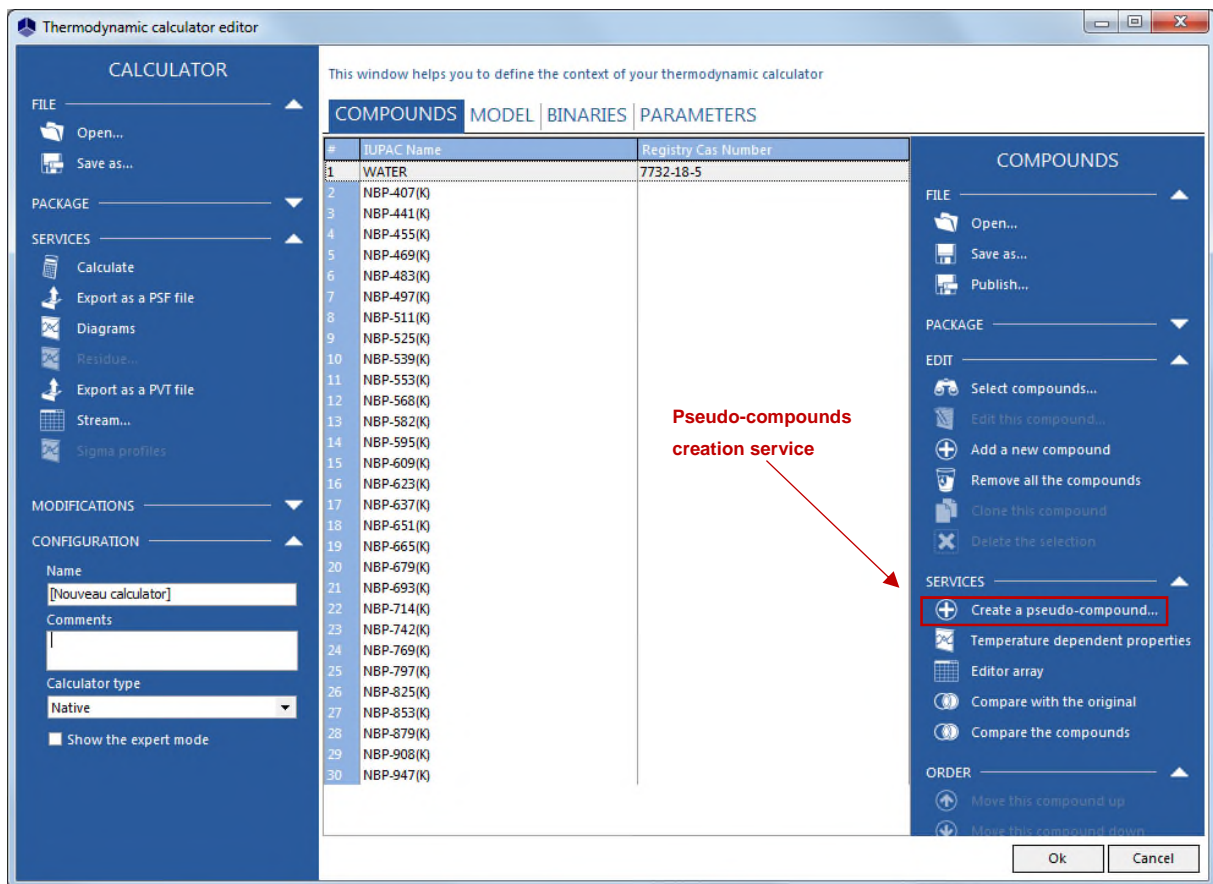 Thermodynamic calculator editor
CALCULATOR
FILE
Open...
Save as...
PACKAGE
SERVICES
Calculate
Export as a PSF file
Diagrams
Residue...
Export as a PVT file
Stream...
Sigma profiles
MODIFICATIONS
CONFIGURATION
Name
[Nouveau calculator]
Comments
Calculator type
Native
Show the expert mode
This window helps you to define the context of your thermodynamic calculator
COMPOUNDS MODEL BINARIES PARAMETERS
# IUPAC Name Registry Cas Number
1 WATER 7732-18-5
2 NBP-407(K)
3 NBP-441(K)
4 NBP-455(K)
5 NBP-469(K)
6 NBP-483(K)
7 NBP-497(K)
8 NBP-511(K)
9 NBP-525(K)
10 NBP-539(K)
11 NBP-553(K)
12 NBP-568(K)
13 NBP-582(K)
14 NBP-595(K)
15 NBP-609(K)
16 NBP-623(K)
17 NBP-637(K)
18 NBP-651(K)
19 NBP-665(K)
20 NBP-679(K)
21 NBP-693(K)
22 NBP-714(K)
23 NBP-742(K)
24 NBP-769(K)
25 NBP-797(K)
26 NBP-825(K)
27 NBP-853(K)
28 NBP-879(K)
29 NBP-908(K)
30 NBP-947(K)
Pseudo-compounds
creation service
COMPOUNDS
FILE
Open...
Save as...
Publish...
PACKAGE
EDIT
Select compounds...
Edit this compound...
Add a new compound
Remove all the compounds
Clone this compound
Delete the selection
SERVICES
Create a pseudo-compound...
Temperature dependent properties
Editor array
Compare with the original
Compare the compounds
ORDER
Move this compound up
Move this compound down
Ok Cancel